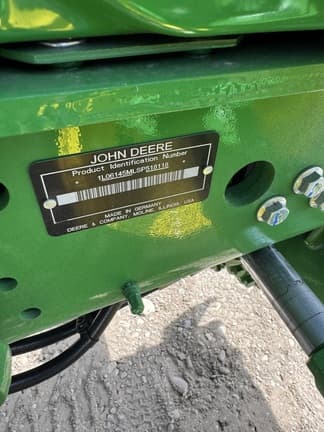 JOHN DEERE
Product Identification Number
1L06145MLSP518118
MADE IN GERMANY
DEERE & COMPANY, MOLINE, ILLINOIS, USA